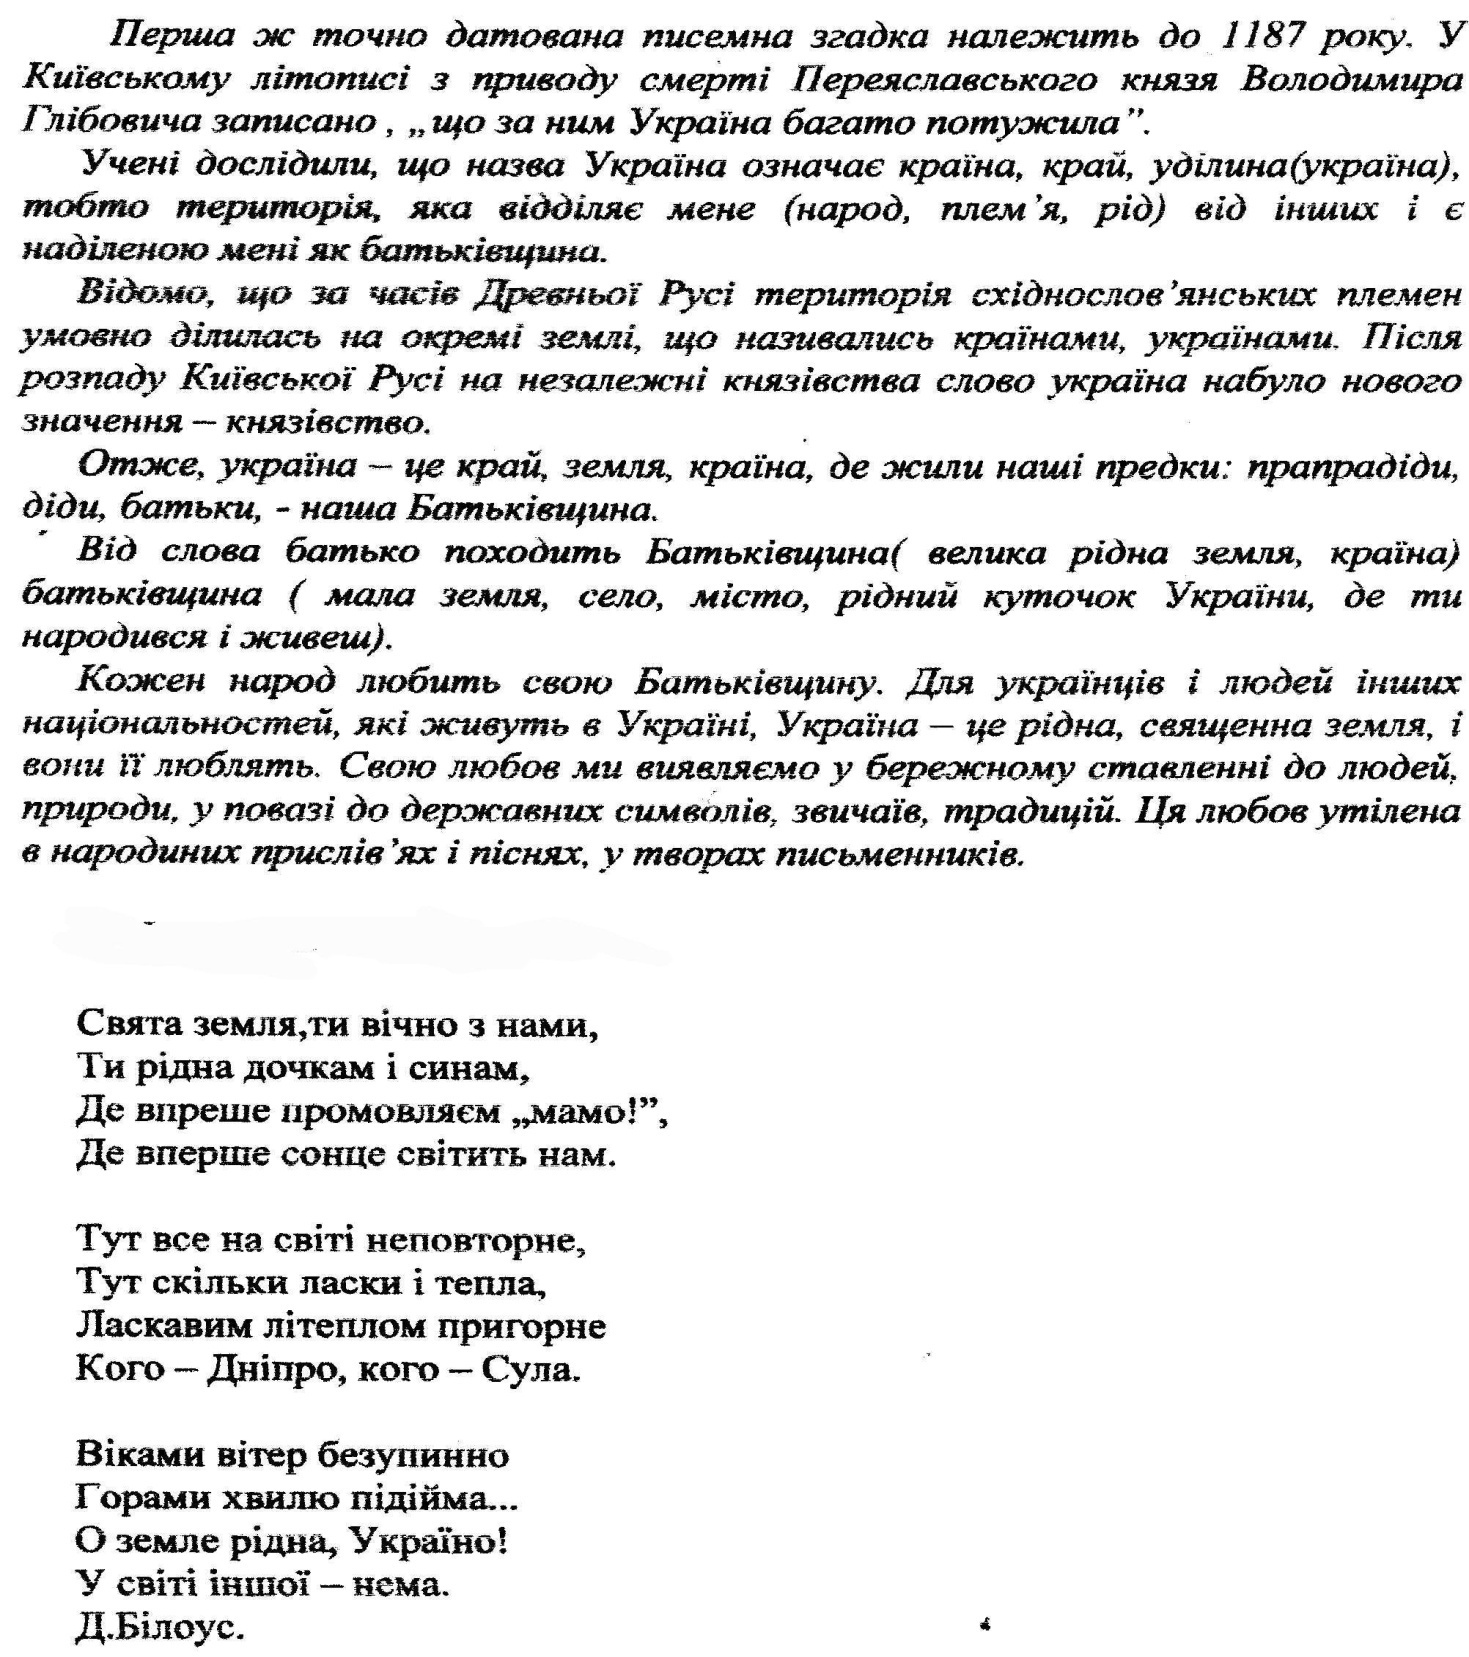 Перша ж точно датована писемна згадка належить до 1187 року. У
Київському літописі з приводу смерті Переяславського князя Володимира
Глібовича записано , „що за ним Україна багато потужила”.
Учені дослідили, що назва Україна означає країна, край, уділина(україна),
тобто територія, яка відділяє мене (народ, плем’я, рід) від інших і є
наділеною мені як батьківщина.
Відомо, що за часів Древньої Русі територія східнослов’янських племен
умовно ділилась на окремі землі, що називались країнами, українами. Після
розпаду Київської Русі на незалежні князівства слово україна набуло нового
значення – князівство.
Отже, україна – це край, земля, країна, де жили наші предки: прапрадіди,
діди, батьки, - наша Батьківщина.
Від слова батько походить Батьківщина( велика рідна земля, країна)
батьківщина ( мала земля, село, місто, рідний куточок України, де ти
народився і живеш).
Кожен народ любить свою Батьківщину. Для українців і людей інших
національностей, які живуть в Україні, Україна – це рідна, священна земля, і
вони її люблять. Свою любов ми виявляємо у бережному ставленні до людей,
природи, у повазі до державних символів, звичаїв, традицій. Ця любов утілена
в народиних прислів’ях і піснях, у творах письменників.
Свята земля,ти вічно з нами,
Ти рідна дочкам і синам,
Де впреше промовляєм „мамо!”,
Де вперше сонце світить нам.
Тут все на світі неповторне,
Тут скільки ласки і тепла,
Ласкавим літеплом пригорне
Кого – Дніпро, кого – Сула.
Віками вітер безупинно
Горами хвилю підійма...
О земле рідна, Україно!
У світі іншої – нема.
Д.Білоус.